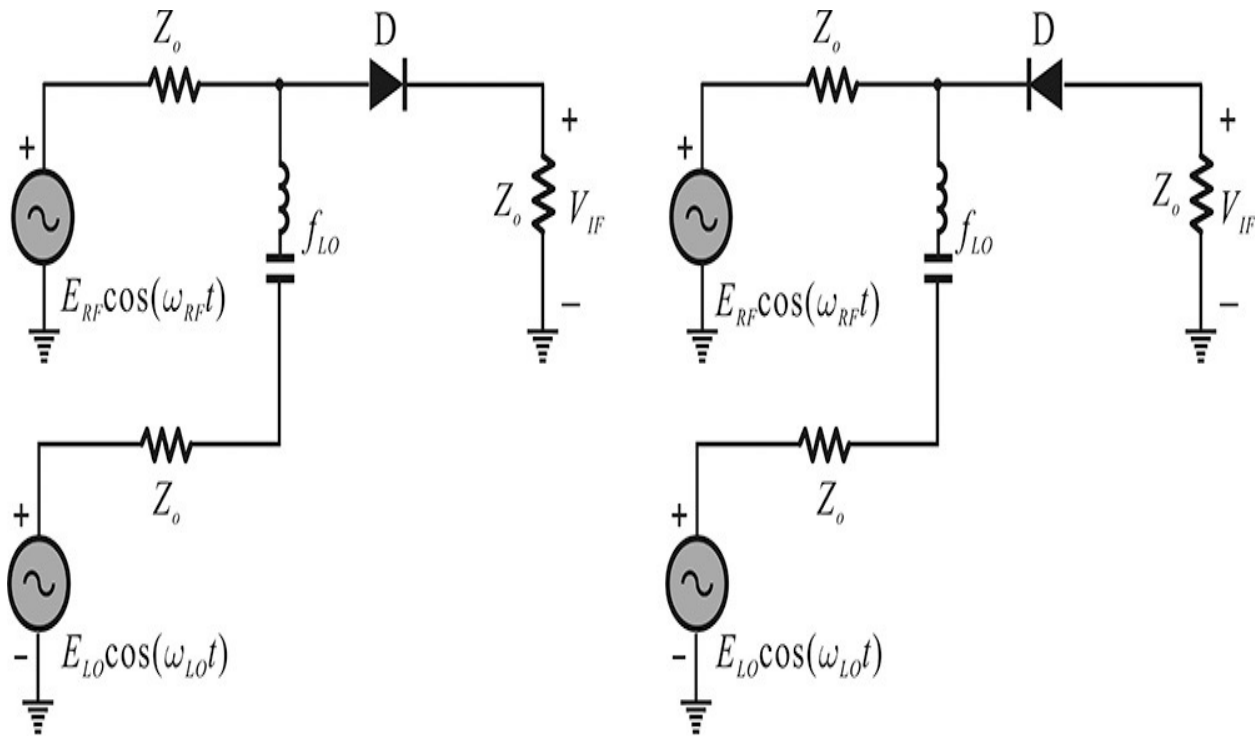 Z_o
D
+
+
Z_o
V_IF
f_LO
E_RF cos(ω_RF t)
−
Z_o
+
−
E_LO cos(ω_LO t)
Z_o
D
+
+
Z_o
V_IF
f_LO
E_RF cos(ω_RF t)
−
Z_o
+
−
E_LO cos(ω_LO t)